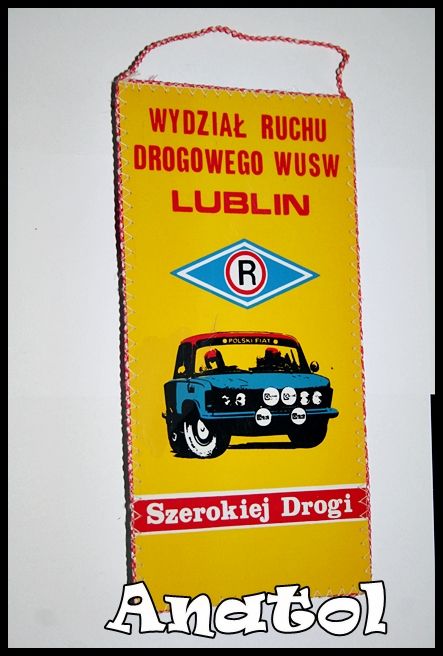 WYDZIAŁ RUCHU
DROGOWEGO WUSW
LUBLIN
R
POLSKI FIAT
Szerokiej Drogi
Anatol